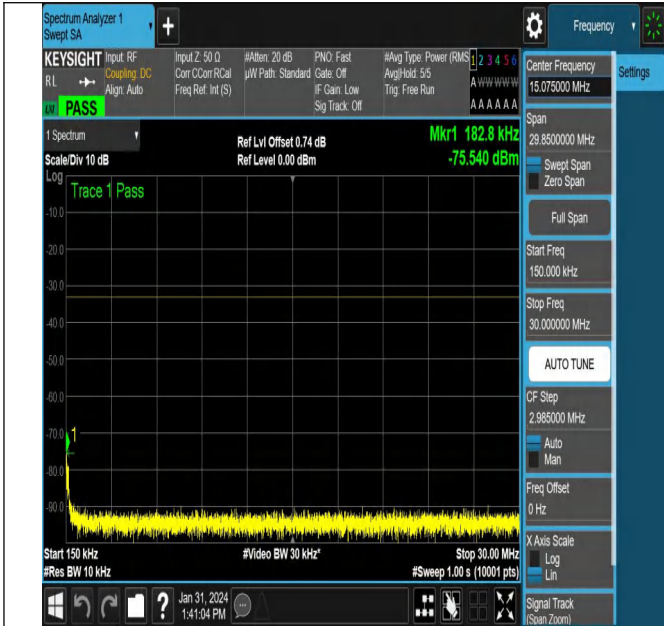 Spectrum Analyzer 1
Swept SA
+
Frequency
KEYSIGHT
RL
LXI
PASS
Input: RF
Coupling: DC
Align: Auto
Input Z: 50 Ω
Corr CCorr RCal
Freq Ref: Int (S)
#Atten: 20 dB
µW Path: Standard
PNO: Fast
Gate: Off
IF Gain: Low
Sig Track: Off
#Avg Type: Power (RMS
Avg|Hold: 5/5
Trig: Free Run
1 2 3 4 5 6
A W W W W W
A A A A A A
Center Frequency
15.075000 MHz
Settings
Span
29.8500000 MHz
Swept Span
Zero Span
Full Span
Start Freq
150.000 kHz
Stop Freq
30.000000 MHz
AUTO TUNE
CF Step
2.985000 MHz
Auto
Man
Freq Offset
0 Hz
X Axis Scale
Log
Lin
Signal Track
(Span Zoom)
1 Spectrum
Scale/Div 10 dB
Ref Lvl Offset 0.74 dB
Ref Level 0.00 dBm
Mkr1 182.8 kHz
-75.540 dBm
Log
Trace 1 Pass
-10.0
-20.0
-30.0
-40.0
-50.0
-60.0
-70.0
1
-80.0
-90.0
Start 150 kHz
#Res BW 10 kHz
#Video BW 30 kHz*
Stop 30.00 MHz
#Sweep 1.00 s (10001 pts)
?
Jan 31, 2024
1:41:04 PM